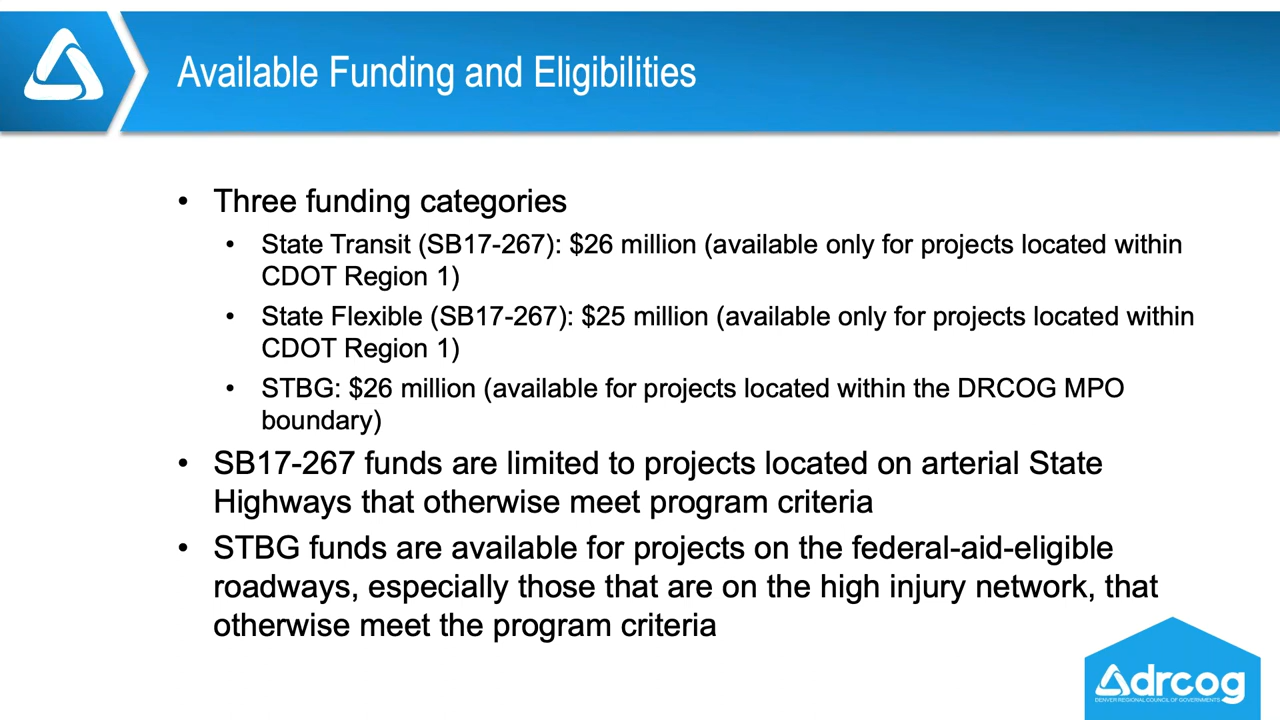 Available Funding and Eligibilities
• Three funding categories
• State Transit (SB17-267): $26 million (available only for projects located within
CDOT Region 1)
• State Flexible (SB17-267): $25 million (available only for projects located within
CDOT Region 1)
• STBG: $26 million (available for projects located within the DRCOG MPO
boundary)
• SB17-267 funds are limited to projects located on arterial State
Highways that otherwise meet program criteria
• STBG funds are available for projects on the federal-aid-eligible
roadways, especially those that are on the high injury network, that
otherwise meet the program criteria
drcog
DENVER REGIONAL COUNCIL OF GOVERNMENTS